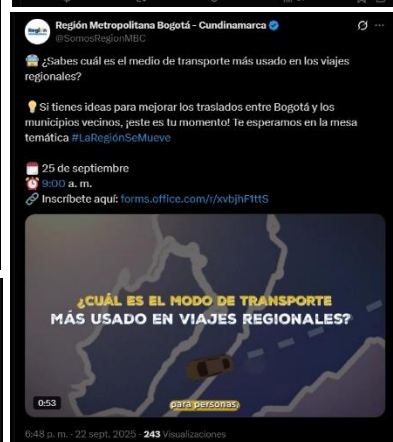 Región Metropolitana Bogotá - Cundinamarca
@SomosRegionMBC
¿Sabes cuál es el medio de transporte más usado en los viajes
regionales?
Si tienes ideas para mejorar los traslados entre Bogotá y los
municipios vecinos, ¡este es tu momento! Te esperamos en la mesa
temática #LaRegiónSeMueve
25 de septiembre
9:00 a. m.
Inscríbete aquí: forms.office.com/r/xvbjhF1ttS
¿CUÁL ES EL MODO DE TRANSPORTE
MÁS USADO EN VIAJES REGIONALES?
para personas,
0:53
6:48 p. m. · 22 sept. 2025 · 243 Visualizaciones